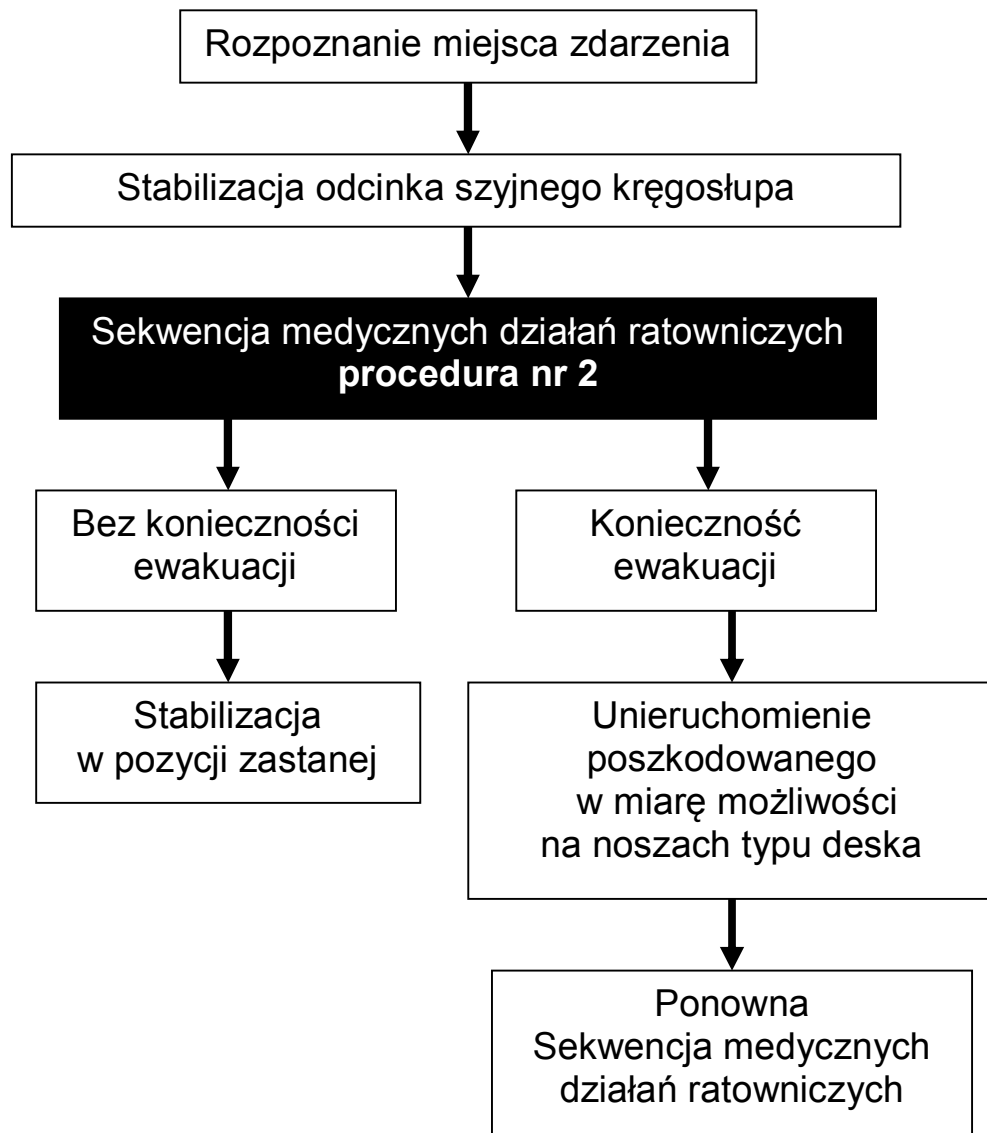 Rozpoznanie miejsca zdarzenia
Stabilizacja odcinka szyjnego kręgosłupa
Sekwencja medycznych działań ratowniczych
procedura nr 2
Bez konieczności
ewakuacji
Konieczność
ewakuacji
Stabilizacja
w pozycji zastanej
Unieruchomienie
poszkodowanego
w miarę możliwości
na noszach typu deska
Ponowna
Sekwencja medycznych
działań ratowniczych